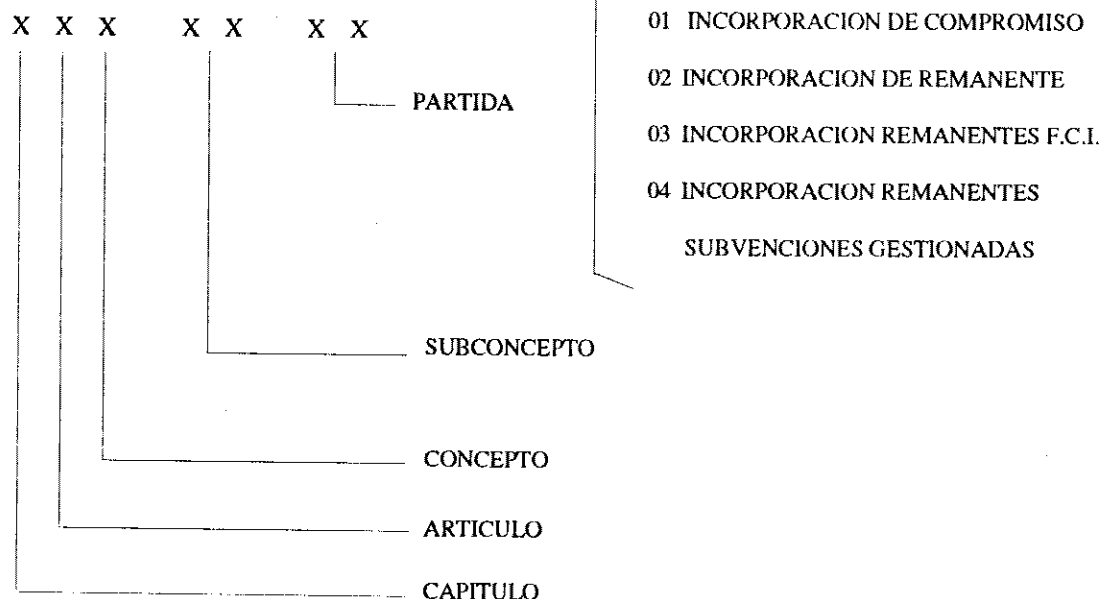 X X X X X X X
01 INCORPORACION DE COMPROMISO
02 INCORPORACION DE REMANENTE
PARTIDA
03 INCORPORACION REMANENTES F.C.I.
04 INCORPORACION REMANENTES
SUBVENCIONES GESTIONADAS
SUBCONCEPTO
CONCEPTO
ARTICULO
CAPITULO